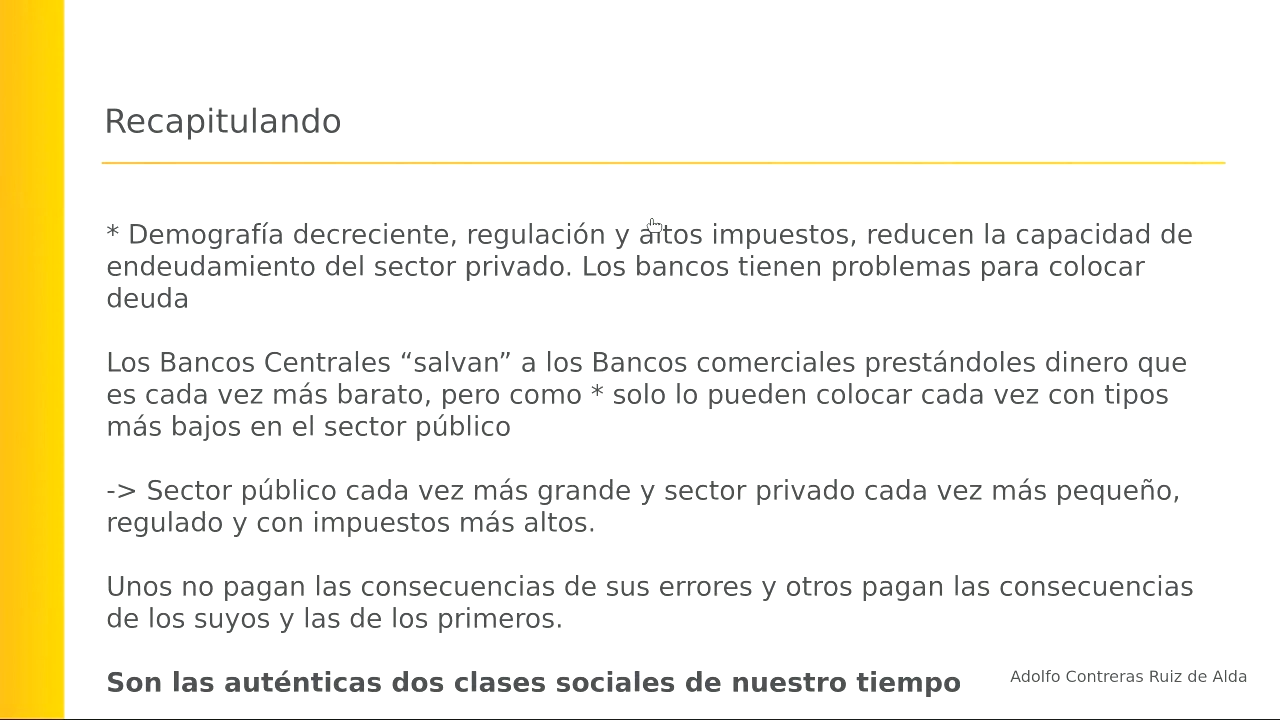 Recapitulando
* Demografía decreciente, regulación y altos impuestos, reducen la capacidad de
endeudamiento del sector privado. Los bancos tienen problemas para colocar
deuda
Los Bancos Centrales “salvan” a los Bancos comerciales prestándoles dinero que
es cada vez más barato, pero como * solo lo pueden colocar cada vez con tipos
más bajos en el sector público
-> Sector público cada vez más grande y sector privado cada vez más pequeño,
regulado y con impuestos más altos.
Unos no pagan las consecuencias de sus errores y otros pagan las consecuencias
de los suyos y las de los primeros.
Son las auténticas dos clases sociales de nuestro tiempo
Adolfo Contreras Ruiz de Alda